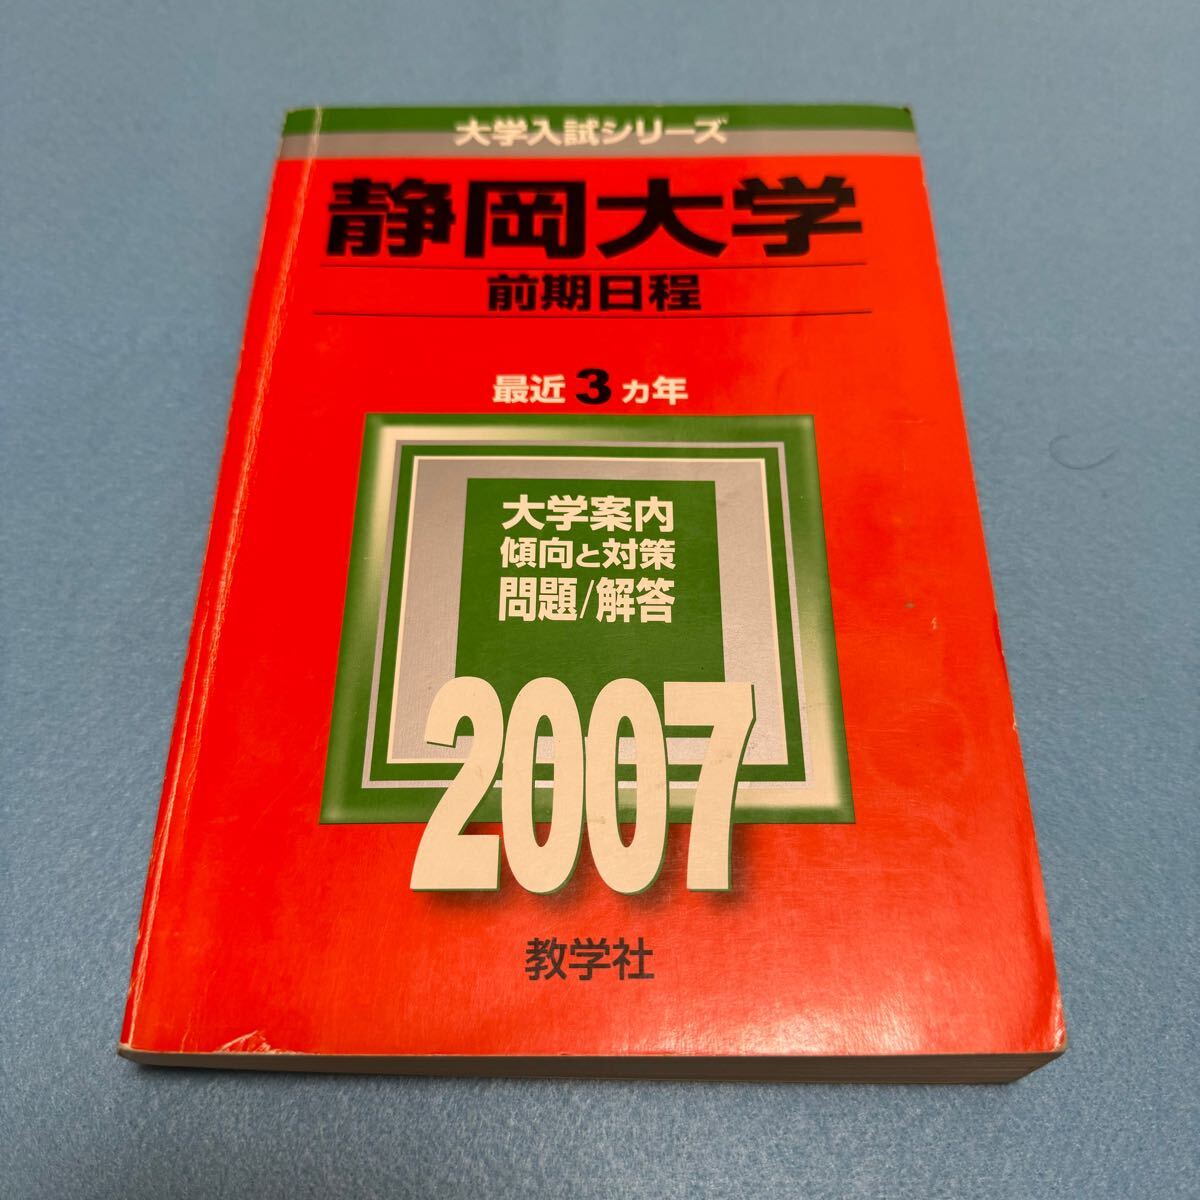 大学入試シリーズ
静岡大学
前期日程
最近3ヵ年
大学案内
傾向と対策
問題/解答
2007
教学社